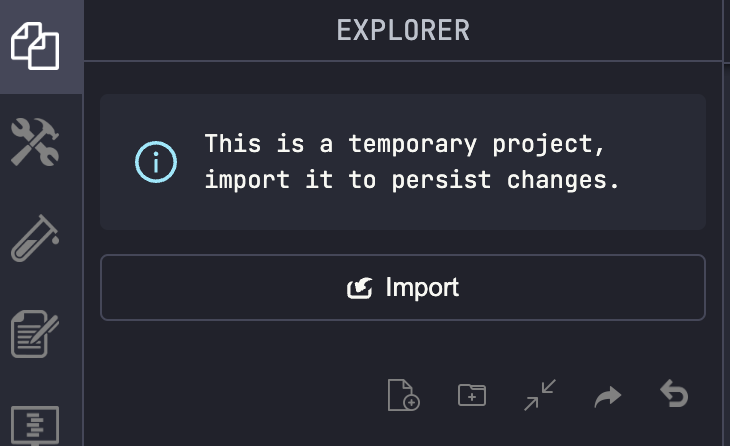 EXPLORER
This is a temporary project,
import it to persist changes.
Import